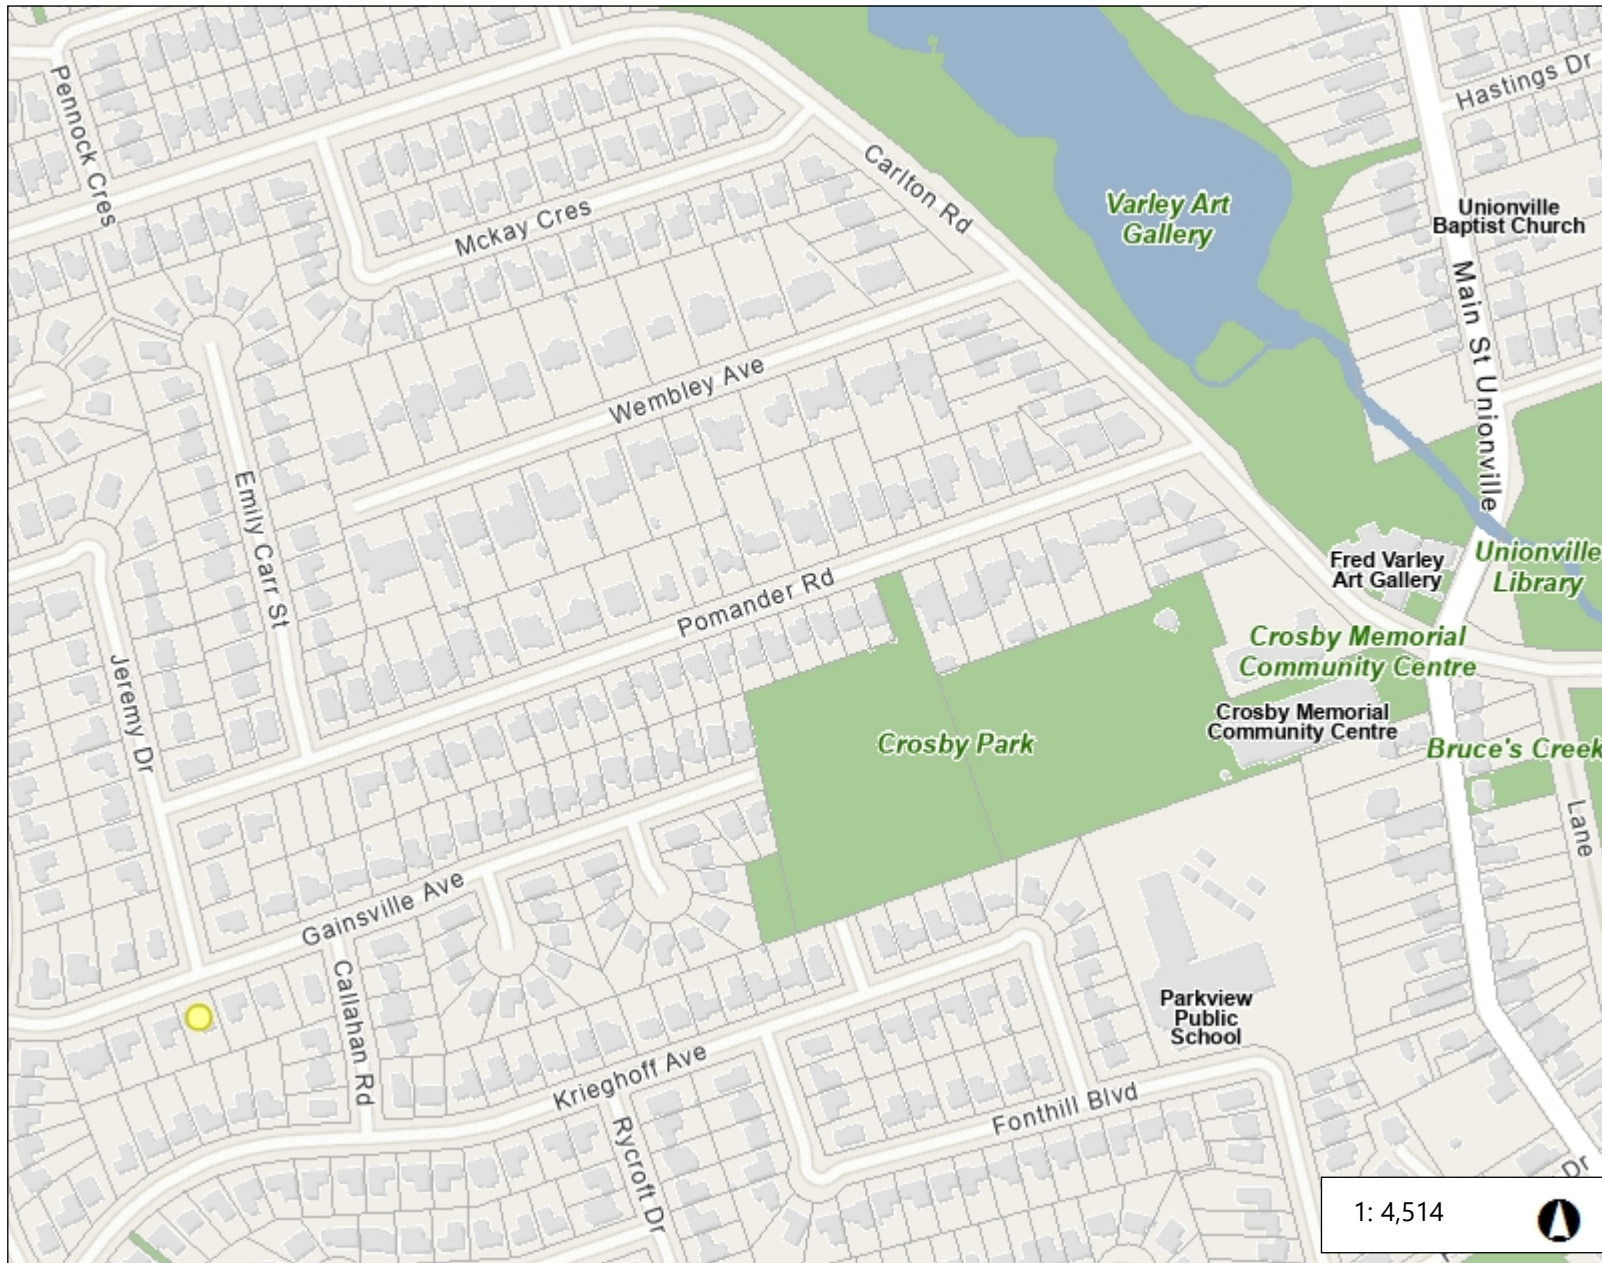 Hastings Dr
Pennock Cres
Carlton Rd
Varley Art
Gallery
Unionville
Baptist Church
Mckay Cres
Main St Unionville
Wembley Ave
Emily Carr St
Fred Varley
Art Gallery
Unionville
Library
Pomander Rd
Crosby Memorial
Community Centre
Jeremy Dr
Crosby Memorial
Community Centre
Crosby Park
Bruce's Creek
Lane
Gainsville Ave
Callahan Rd
Parkview
Public
School
Krieghoff Ave
Fonthill Blvd
Rycroft Dr
Dr
1: 4,514